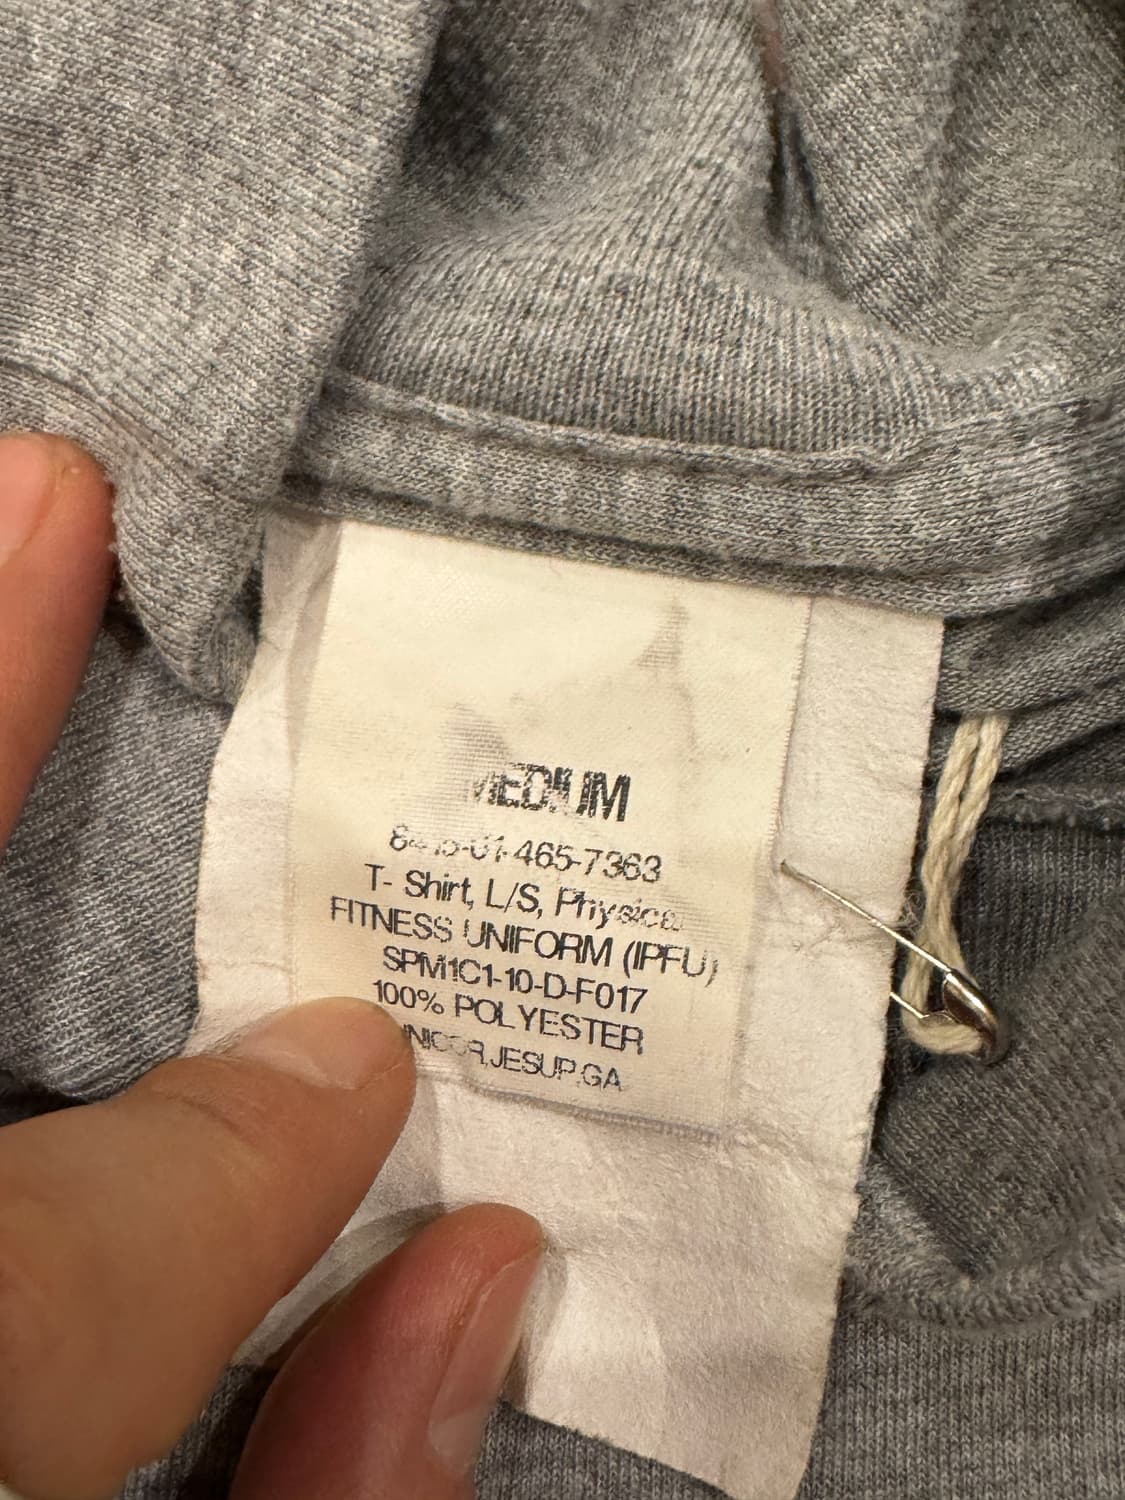 MEDIUM
8415-01-465-7363
T- Shirt, L/S, Physical
FITNESS UNIFORM (IPFU)
SPM1C1-10-D-F017
100% POLYESTER
UNICOR,JESUP,GA